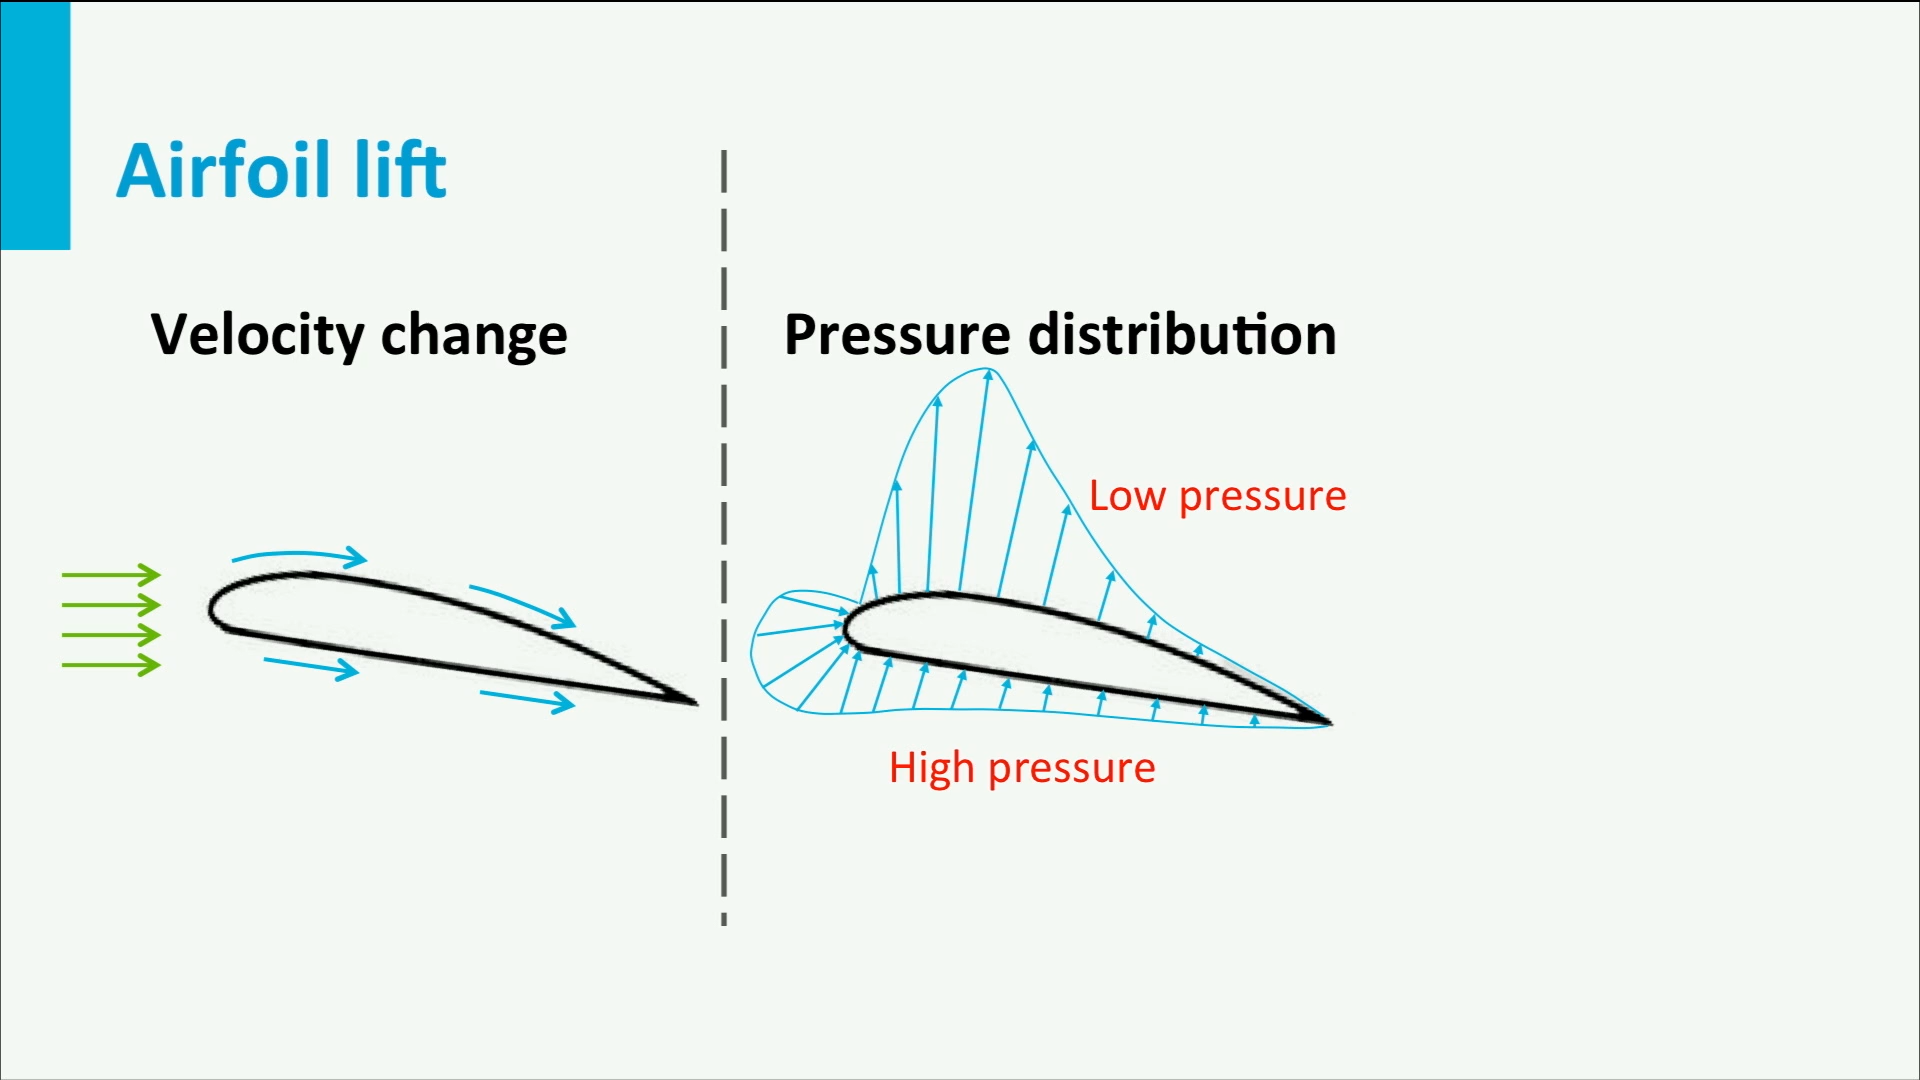 Airfoil lift
Velocity change
Pressure distribution
Low pressure
High pressure